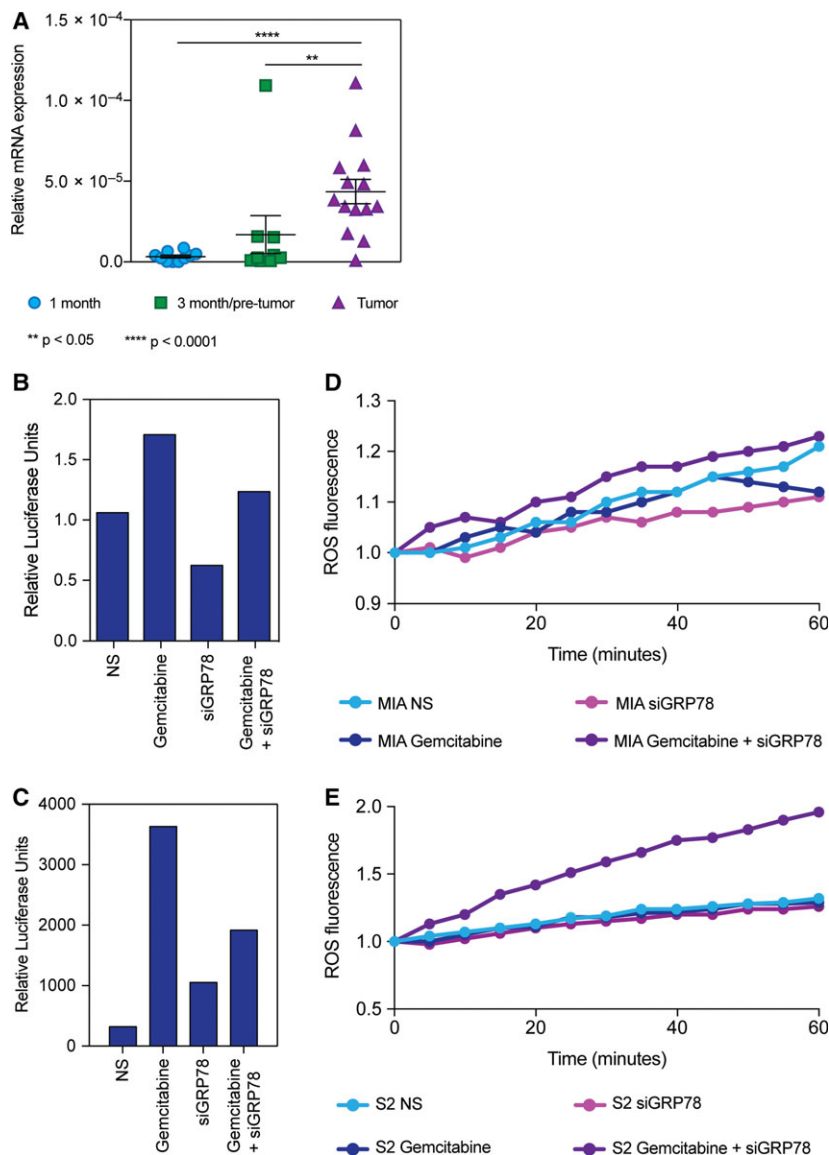 A
Relative mRNA expression
1.5 × 10⁻⁴
1.0 × 10⁻⁴
5.0 × 10⁻⁵
0.0
****
**
1 month
3 month/pre-tumor
Tumor
** p < 0.05
**** p < 0.0001
B
Relative Luciferase Units
2.0
1.5
1.0
0.5
0.0
NS
Gemcitabine
siGRP78
Gemcitabine
+ siGRP78
D
ROS fluorescence
1.3
1.2
1.1
1.0
0.9
0
20
40
60
Time (minutes)
MIA NS
MIA siGRP78
MIA Gemcitabine
MIA Gemcitabine + siGRP78
C
Relative Luciferase Units
4000
3000
2000
1000
0
NS
Gemcitabine
siGRP78
Gemcitabine
+ siGRP78
E
ROS fluorescence
2.0
1.5
1.0
0.5
0
20
40
60
Time (minutes)
S2 NS
S2 siGRP78
S2 Gemcitabine
S2 Gemcitabine + siGRP78